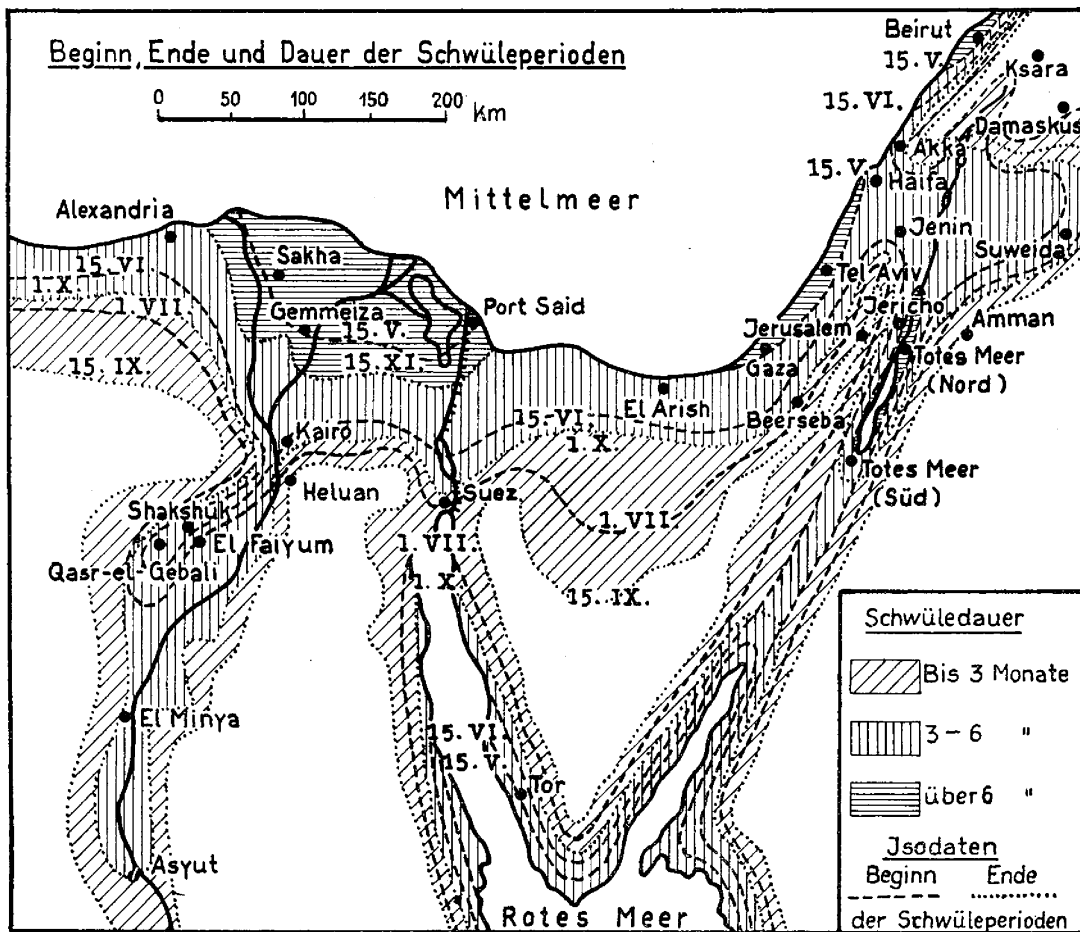 Beginn, Ende und Dauer der Schwüleperioden
0 50 100 150 200 Km
Beirut
15. V.
Ksara
15. VI.
Damaskus
Akka
15. V.
Haifa
Mittelmeer
Alexandria
Jenin
Suweida
Sakha
15. VI.
1. X.
1. VII.
Tel Aviv
Gemmeiza
15. V.
Port Said
Jericho
Jerusalem
Amman
15. IX.
15. XI.
Gaza
Totes Meer
(Nord)
El Arish
Beerseba
15. VI.
1. X.
Kairo
Totes Meer
(Süd)
Heluan
Suez
Shakshuk
El Faiyum
1. VII.
Qasr-el-Gebali
1. VII.
1. X.
15. IX.
El Minya
15. VI.
15. V.
Tor
Asyut
Rotes Meer
Schwüledauer
Bis 3 Monate
3-6 "
über 6 "
Isodaten
Beginn Ende
der Schwüleperioden